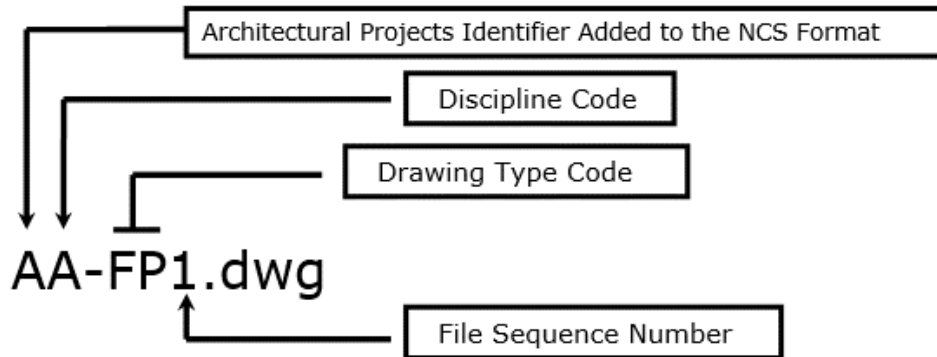 Architectural Projects Identifier Added to the NCS Format
Discipline Code
Drawing Type Code
AA-FP1.dwg
File Sequence Number